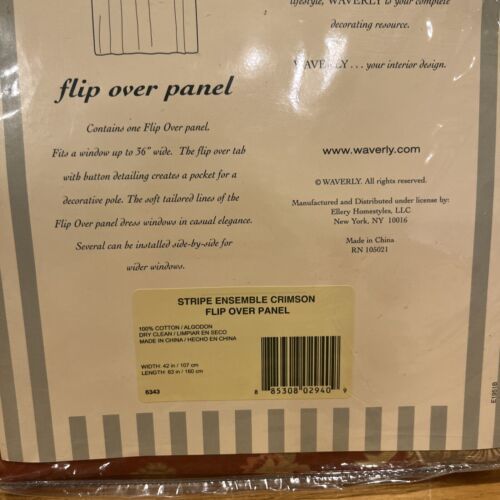 flip over panel
Contains one Flip Over panel.
Fits a window up to 36" wide. The flip over tab
with button detailing creates a pocket for a
decorative pole. The soft tailored lines of the
Flip Over panel dress windows in casual elegance.
Several can be installed side-by-side for
wider windows.
lifestyle, WAVERLY is your complete
decorating resource.
WAVERLY . . . your interior design.
www.waverly.com
© WAVERLY. All rights reserved.
Manufactured and Distributed under license by:
Ellery Homestyles, LLC
New York, NY 10016
Made in China
RN 105021
STRIPE ENSEMBLE CRIMSON
FLIP OVER PANEL
100% COTTON / ALGODON
DRY CLEAN / LIMPIAR EN SECO
MADE IN CHINA / HECHO EN CHINA
WIDTH: 42 in / 107 cm
LENGTH: 63 in / 160 cm
6343
8 85308 02940 9